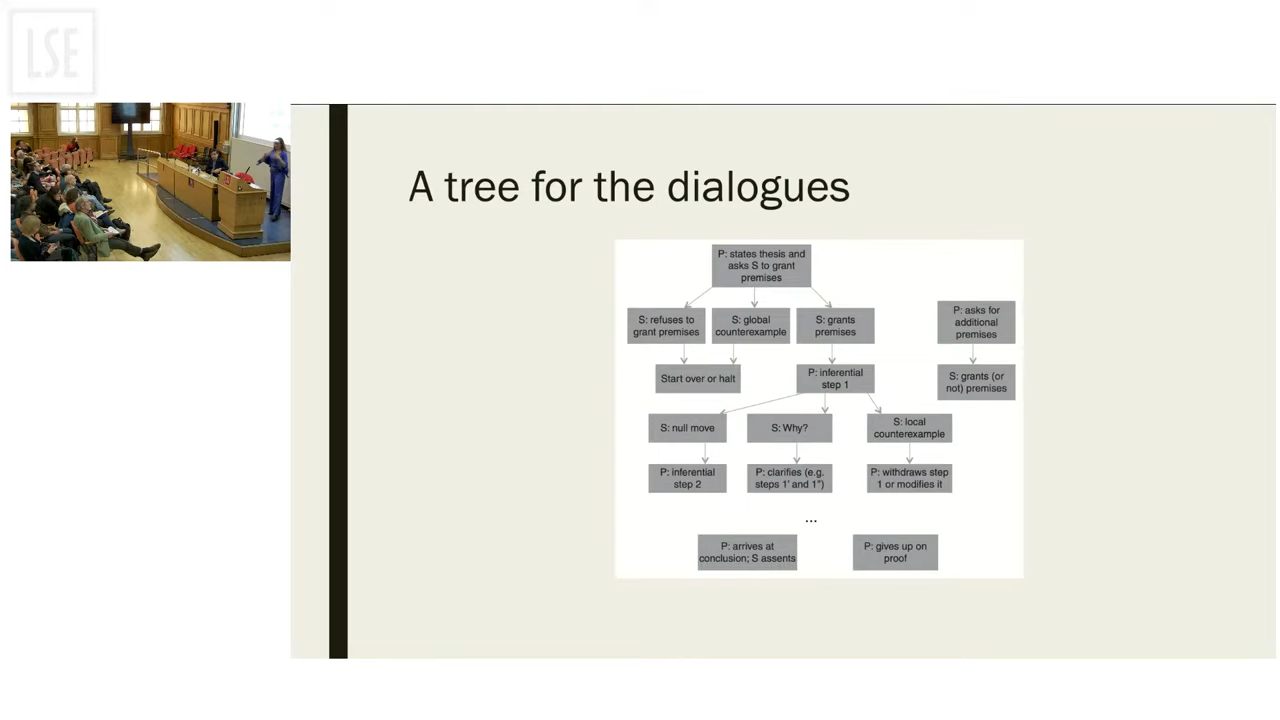 LSE
A tree for the dialogues
P: states thesis and
asks S to grant
premises
S: refuses to
grant premises
S: global
counterexample
S: grants
premises
P: asks for
additional
premises
Start over or halt
P: inferential
step 1
S: grants (or
not) premises
S: null move
S: Why?
S: local
counterexample
P: inferential
step 2
P: clarifies (e.g.
steps 1' and 1")
P: withdraws step
1 or modifies it
...
P: arrives at
conclusion; S assents
P: gives up on
proof